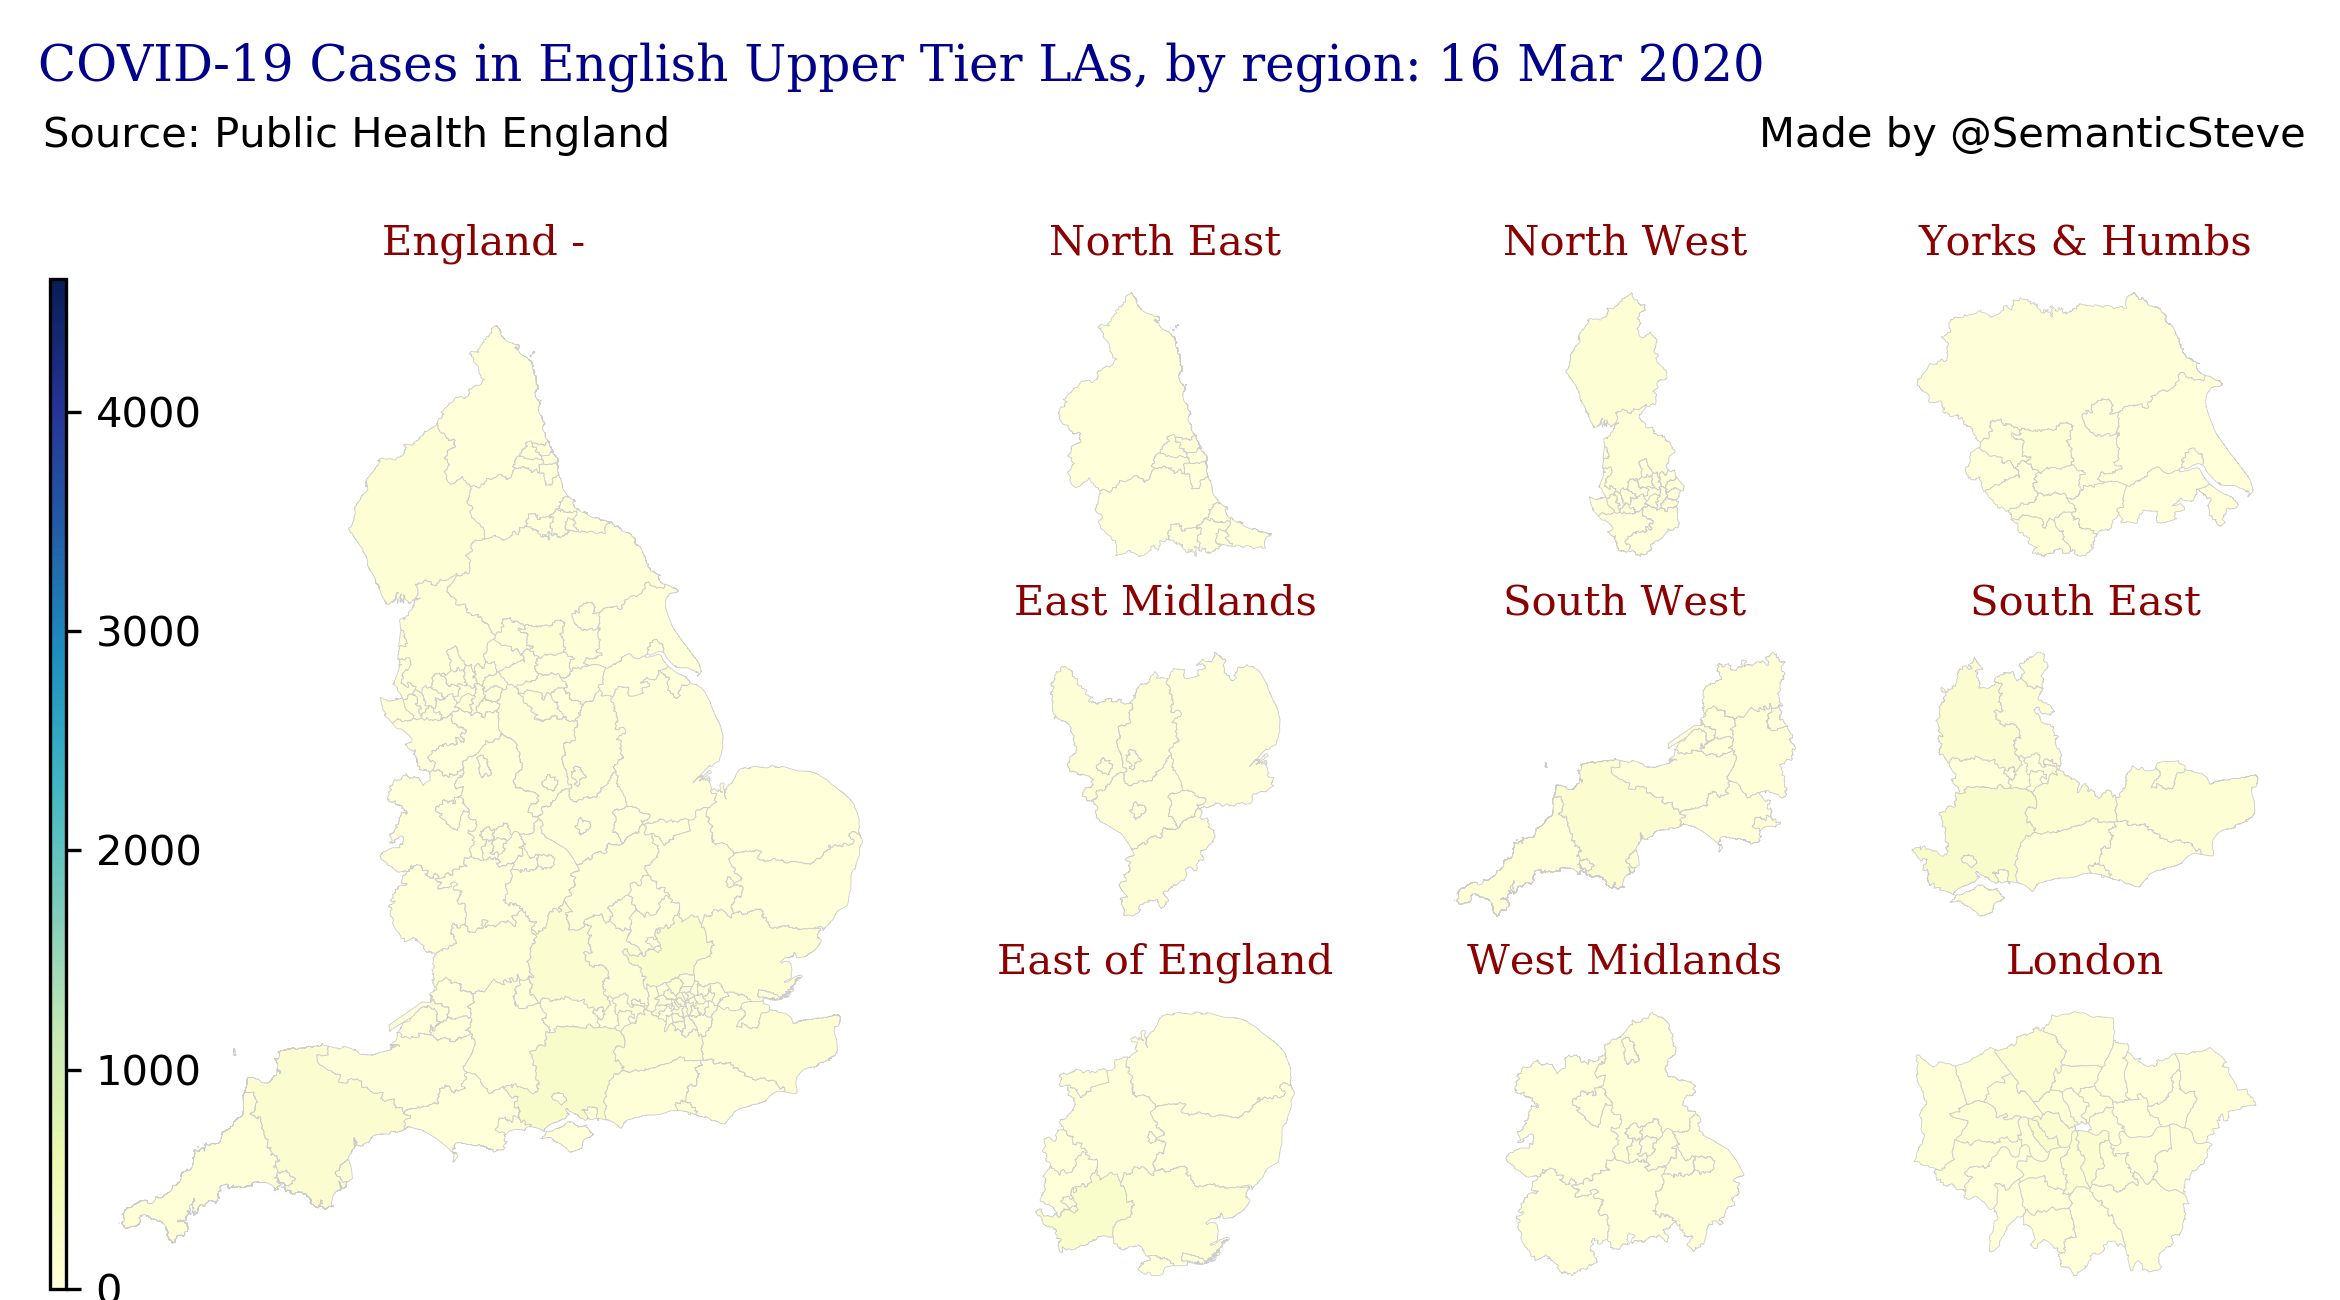 COVID-19 Cases in English Upper Tier LAs, by region: 16 Mar 2020
Source: Public Health England
Made by @SemanticSteve
England -
North East
North West
Yorks & Humbs
4000
3000
2000
1000
0
East Midlands
South West
South East
East of England
West Midlands
London